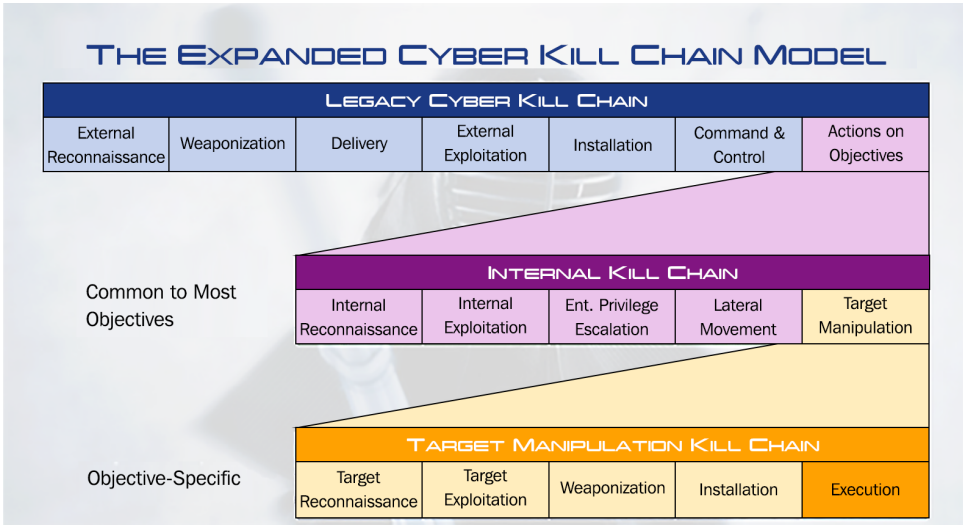 THE EXPANDED CYBER KILL CHAIN MODEL
LEGACY CYBER KILL CHAIN
External
Reconnaissance
Weaponization
Delivery
External
Exploitation
Installation
Command &
Control
Actions on
Objectives
Common to Most
Objectives
INTERNAL KILL CHAIN
Internal
Reconnaissance
Internal
Exploitation
Ent. Privilege
Escalation
Lateral
Movement
Target
Manipulation
Objective-Specific
TARGET MANIPULATION KILL CHAIN
Target
Reconnaissance
Target
Exploitation
Weaponization
Installation
Execution